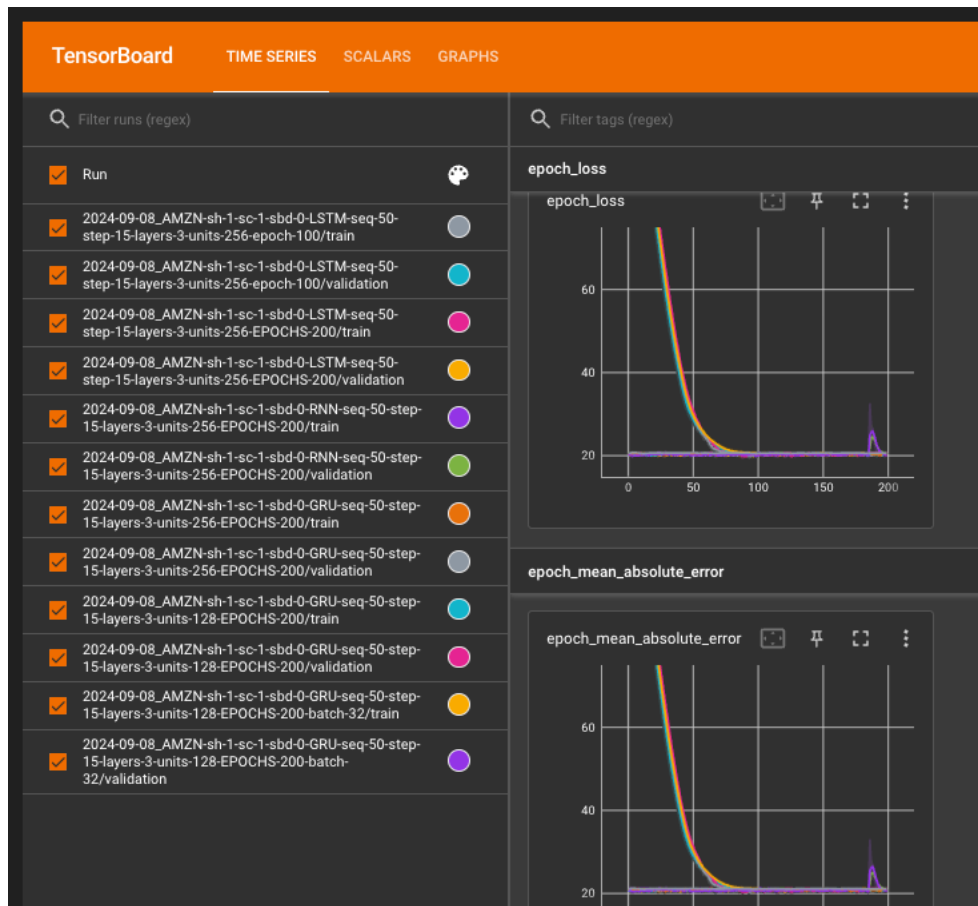 TensorBoard TIME SERIES SCALARS GRAPHS
Filter runs (regex)
Run
2024-09-08_AMZN-sh-1-sc-1-sbd-0-LSTM-seq-50-
step-15-layers-3-units-256-epoch-100/train
2024-09-08_AMZN-sh-1-sc-1-sbd-0-LSTM-seq-50-
step-15-layers-3-units-256-epoch-100/validation
2024-09-08_AMZN-sh-1-sc-1-sbd-0-LSTM-seq-50-
step-15-layers-3-units-256-EPOCHS-200/train
2024-09-08_AMZN-sh-1-sc-1-sbd-0-LSTM-seq-50-
step-15-layers-3-units-256-EPOCHS-200/validation
2024-09-08_AMZN-sh-1-sc-1-sbd-0-RNN-seq-50-step-
15-layers-3-units-256-EPOCHS-200/train
2024-09-08_AMZN-sh-1-sc-1-sbd-0-RNN-seq-50-step-
15-layers-3-units-256-EPOCHS-200/validation
2024-09-08_AMZN-sh-1-sc-1-sbd-0-GRU-seq-50-step-
15-layers-3-units-256-EPOCHS-200/train
2024-09-08_AMZN-sh-1-sc-1-sbd-0-GRU-seq-50-step-
15-layers-3-units-256-EPOCHS-200/validation
2024-09-08_AMZN-sh-1-sc-1-sbd-0-GRU-seq-50-step-
15-layers-3-units-128-EPOCHS-200/train
2024-09-08_AMZN-sh-1-sc-1-sbd-0-GRU-seq-50-step-
15-layers-3-units-128-EPOCHS-200/validation
2024-09-08_AMZN-sh-1-sc-1-sbd-0-GRU-seq-50-step-
15-layers-3-units-128-EPOCHS-200-batch-32/train
2024-09-08_AMZN-sh-1-sc-1-sbd-0-GRU-seq-50-step-
15-layers-3-units-128-EPOCHS-200-batch-
32/validation
Filter tags (regex)
epoch_loss
epoch_loss
60
40
20
0 50 100 150 200
epoch_mean_absolute_error
epoch_mean_absolute_error
60
40
20